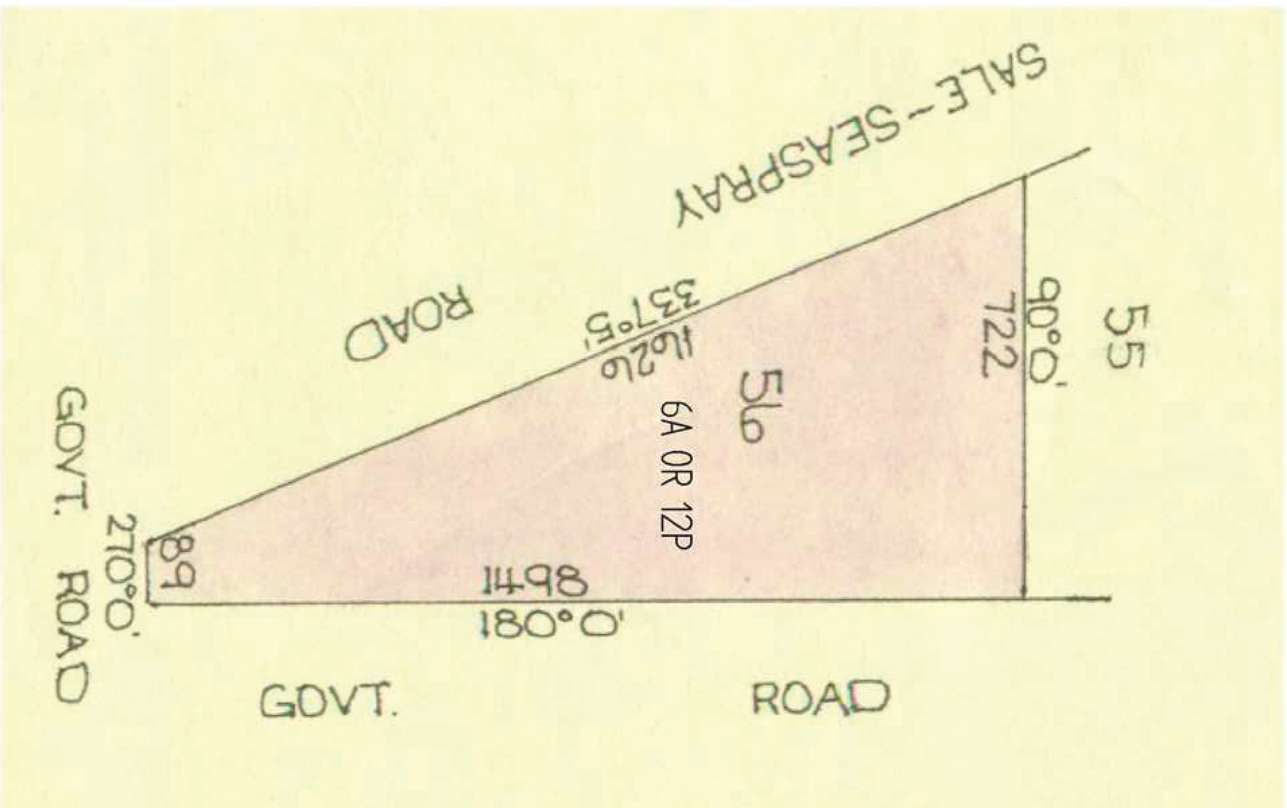 SALE-SEASPRAY
ROAD
337°5'
1626
90°0'
722
55
56
6A 0R 12P
GOVT. ROAD
270°0'
89
1498
180°0'
GOVT. ROAD